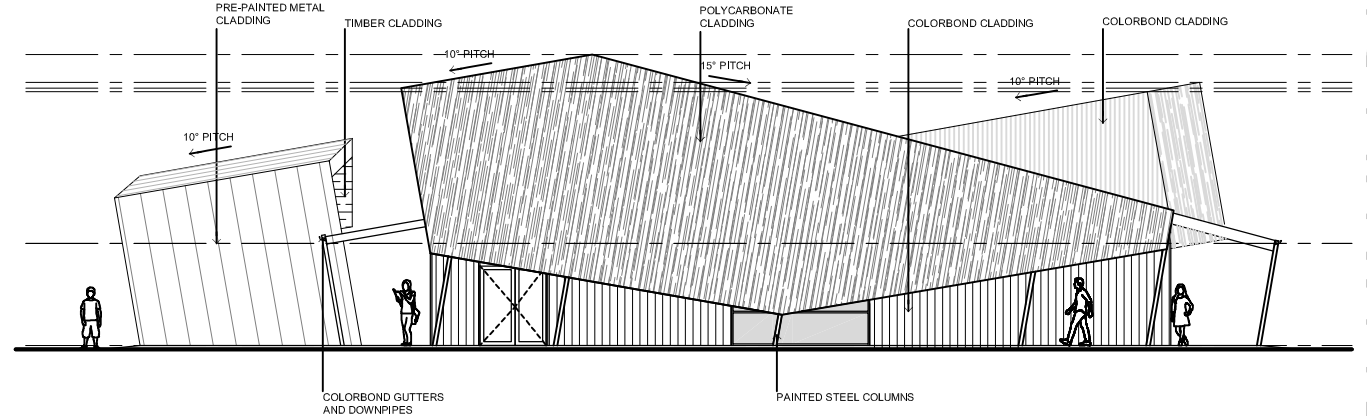 PRE-PAINTED METAL
CLADDING
TIMBER CLADDING
POLYCARBONATE
CLADDING
COLORBOND CLADDING
COLORBOND CLADDING
10° PITCH
15° PITCH
10° PITCH
10° PITCH
COLORBOND GUTTERS
AND DOWNPIPES
PAINTED STEEL COLUMNS